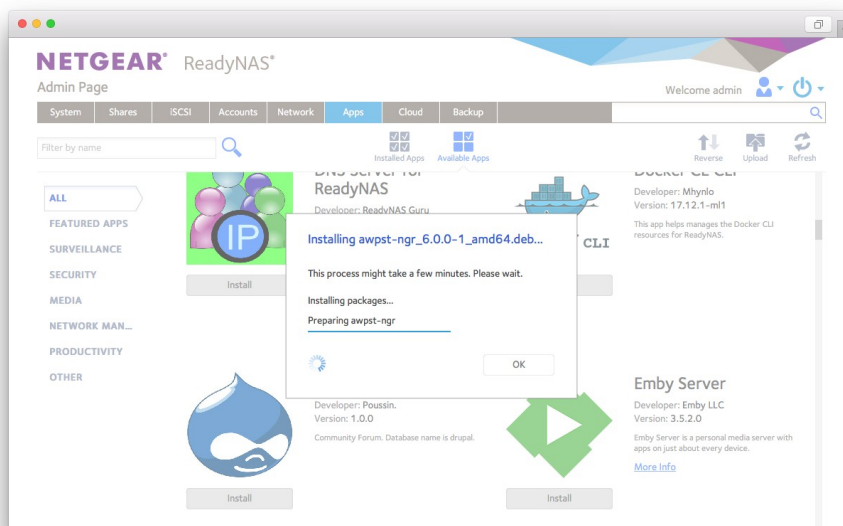 NETGEAR® ReadyNAS®
Admin Page
Welcome admin
System Shares iSCSI Accounts Network Apps Cloud Backup
Filter by name
Installed Apps Available Apps Reverse Upload Refresh
DNS Server for
ReadyNAS
Developer: ReadyNAS Guru
Docker CE CLI
Developer: Mhynlo
Version: 17.12.1-ml1
This app helps manages the Docker CLI
resources for ReadyNAS.
ALL
FEATURED APPS
SURVEILLANCE
SECURITY
MEDIA
NETWORK MAN...
PRODUCTIVITY
OTHER
IP
CLI
Install
Installing awpst-ngr_6.0.0-1_amd64.deb...
This process might take a few minutes. Please wait.
Installing packages...
Preparing awpst-ngr
OK
Developer: Poussin.
Version: 1.0.0
Community Forum. Database name is drupal.
Install
Emby Server
Developer: Emby LLC
Version: 3.5.2.0
Emby Server is a personal media server with
apps on just about every device.
More Info
Install